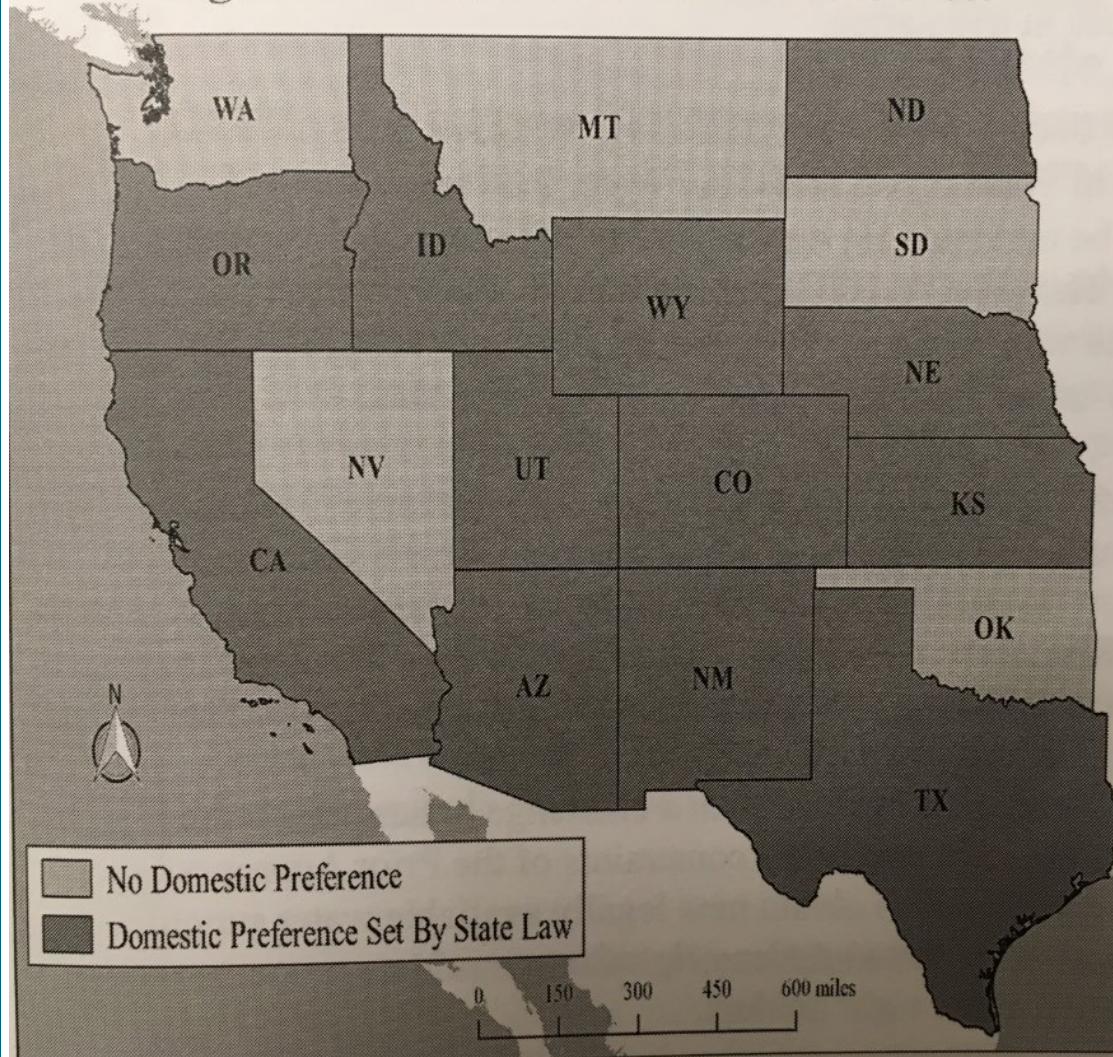 WA
MT
ND
OR
ID
SD
WY
NE
NV
UT
CO
KS
CA
OK
AZ
NM
TX
N
No Domestic Preference
Domestic Preference Set By State Law
0 150 300 450 600 miles